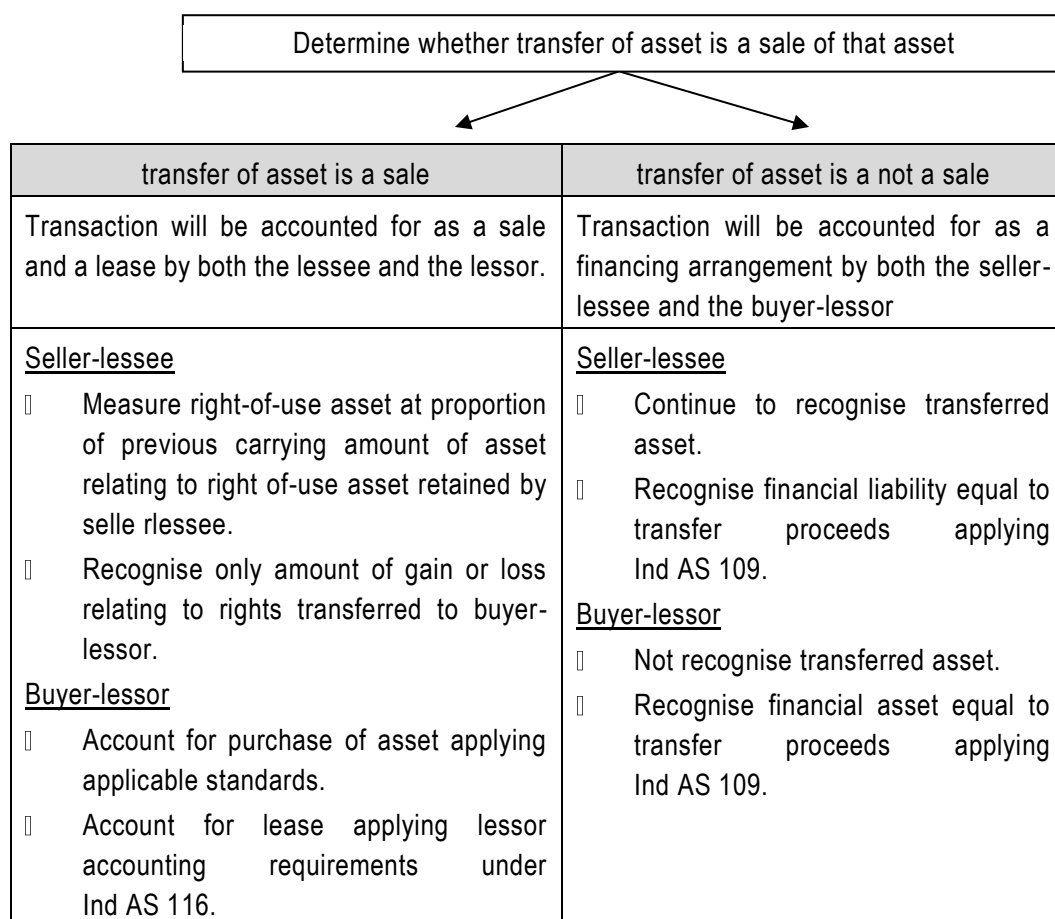 Determine whether transfer of asset is a sale of that asset
transfer of asset is a sale
Transaction will be accounted for as a sale
and a lease by both the lessee and the lessor.
Seller-lessee
Measure right-of-use asset at proportion
of previous carrying amount of asset
relating to right of-use asset retained by
selle rlessee.
Recognise only amount of gain or loss
relating to rights transferred to buyer-
lessor.
Buyer-lessor
Account for purchase of asset applying
applicable standards.
Account for lease applying lessor
accounting requirements under
Ind AS 116.
transfer of asset is a not a sale
Transaction will be accounted for as a
financing arrangement by both the seller-
lessee and the buyer-lessor
Seller-lessee
Continue to recognise transferred
asset.
Recognise financial liability equal to
transfer proceeds applying
Ind AS 109.
Buyer-lessor
Not recognise transferred asset.
Recognise financial asset equal to
transfer proceeds applying
Ind AS 109.